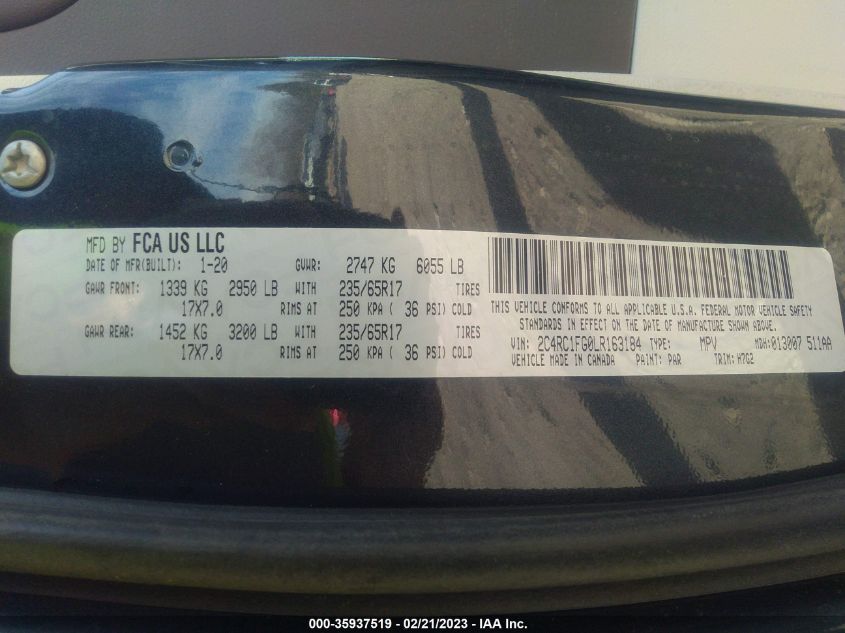 MFD BY FCA US LLC
DATE OF MFR(BUILT): 1-20 GVWR: 2747 KG 6055 LB
GAWR FRONT: 1339 KG 2950 LB WITH 235/65R17 TIRES
17X7.0 RIMS AT 250 KPA ( 36 PSI) COLD
GAWR REAR: 1452 KG 3200 LB WITH 235/65R17 TIRES
17X7.0 RIMS AT 250 KPA ( 36 PSI) COLD
THIS VEHICLE CONFORMS TO ALL APPLICABLE U.S.A. FEDERAL MOTOR VEHICLE SAFETY
STANDARDS IN EFFECT ON THE DATE OF MANUFACTURE SHOWN ABOVE.
VIN: 2C4RC1FG0LR163184 TYPE: MPV MDH:013007 511AA
VEHICLE MADE IN CANADA PAINT: PAR TRIM: H7G2
000-35937519 / 02/21/2023 - IAA Inc.